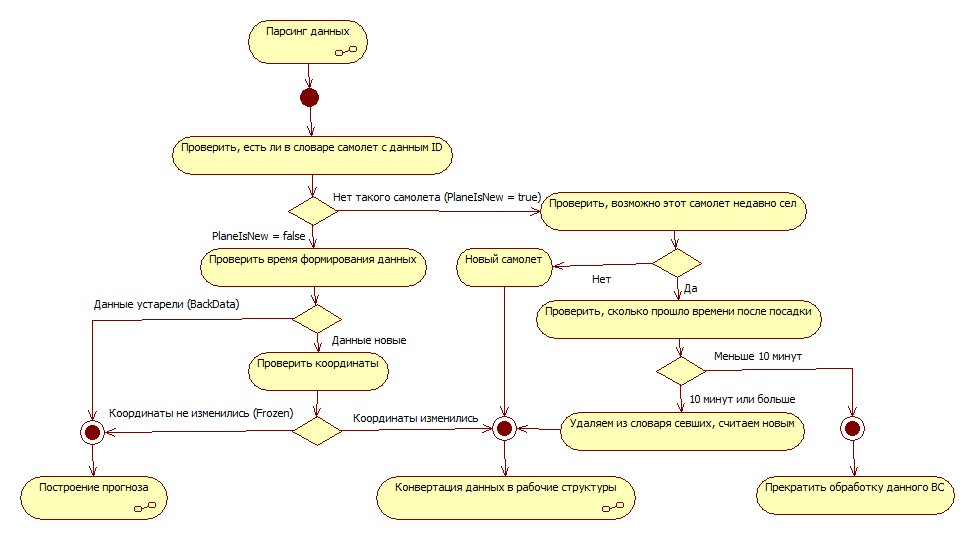 Парсинг данных
Проверить, есть ли в словаре самолет с данным ID
Нет такого самолета (PlaneIsNew = true)
Проверить, возможно этот самолет недавно сел
PlaneIsNew = false
Проверить время формирования данных
Новый самолет
Нет
Да
Данные устарели (BackData)
Проверить, сколько прошло времени после посадки
Данные новые
Проверить координаты
Меньше 10 минут
10 минут или больше
Координаты не изменились (Frozen)
Координаты изменились
Удаляем из словаря севших, считаем новым
Построение прогноза
Конвертация данных в рабочие структуры
Прекратить обработку данного ВС